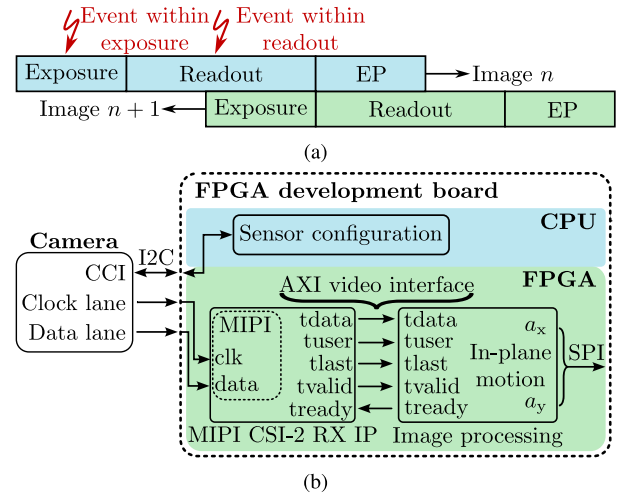 Event within exposure
Event within readout
Exposure Readout EP Image n
Image n + 1 Exposure Readout EP
(a)
FPGA development board
CPU
Sensor configuration
Camera
I2C
CCI
Clock lane
Data lane
FPGA
AXI video interface
MIPI
clk
data
tdata tdata
tuser tuser
tlast tlast
tvalid tvalid
tready tready
a_x
In-plane
motion
a_y
SPI
MIPI CSI-2 RX IP
Image processing
(b)